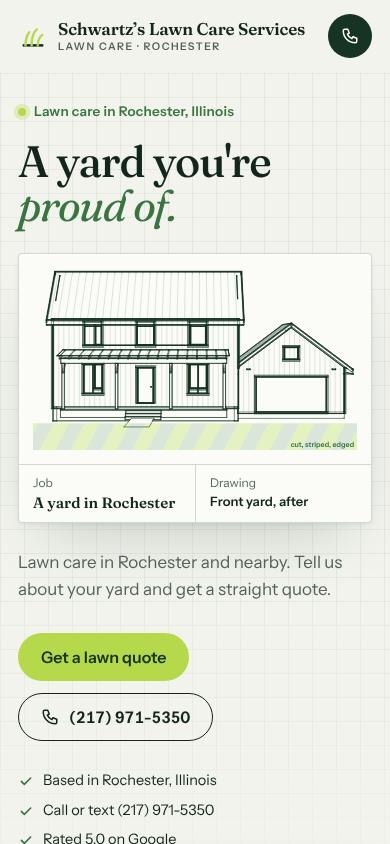 Schwartz’s Lawn Care Services
LAWN CARE · ROCHESTER
Lawn care in Rochester, Illinois
A yard you're
proud of.
cut, striped, edged
Job
A yard in Rochester
Drawing
Front yard, after
Lawn care in Rochester and nearby. Tell us
about your yard and get a straight quote.
Get a lawn quote
(217) 971-5350
Based in Rochester, Illinois
Call or text (217) 971-5350
Rated 5.0 on Google